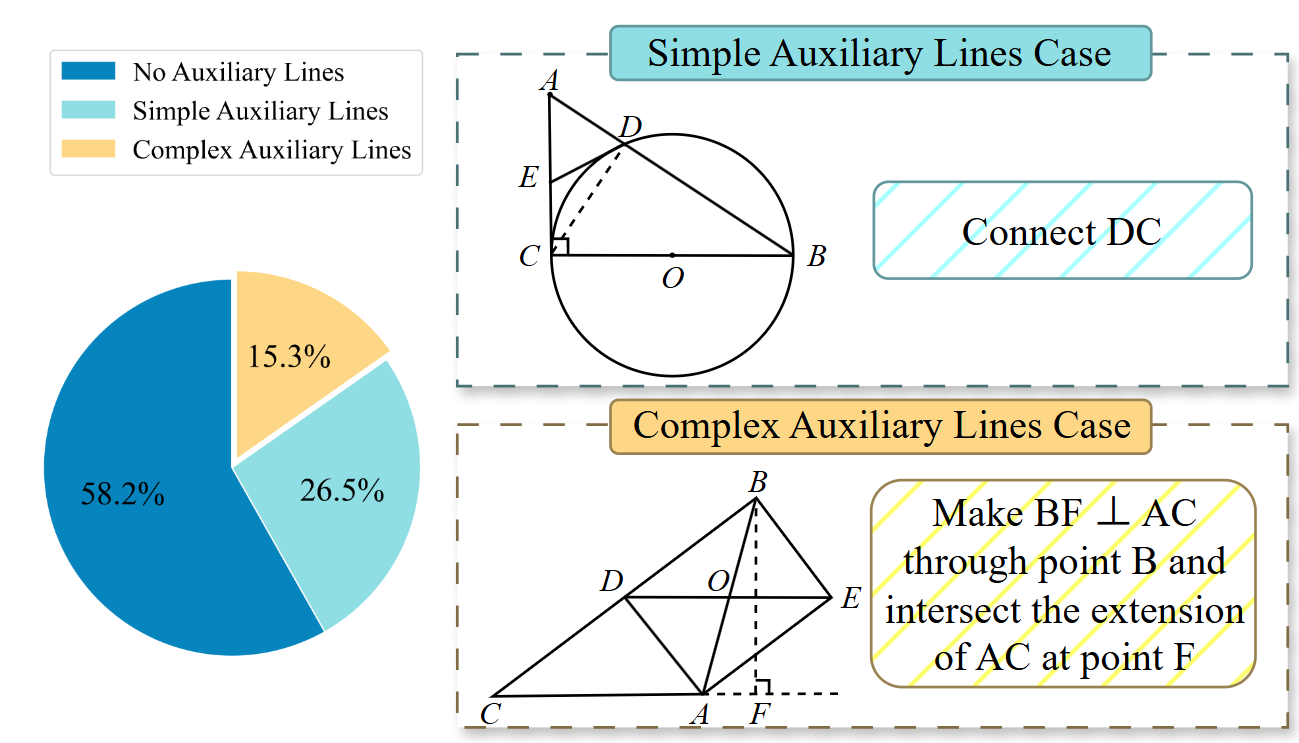 No Auxiliary Lines
Simple Auxiliary Lines
Complex Auxiliary Lines
15.3%
58.2%
26.5%
Simple Auxiliary Lines Case
A
D
E
C
O
B
Connect DC
Complex Auxiliary Lines Case
B
D
O
E
C
A
F
Make BF ⊥ AC
through point B and
intersect the extension
of AC at point F